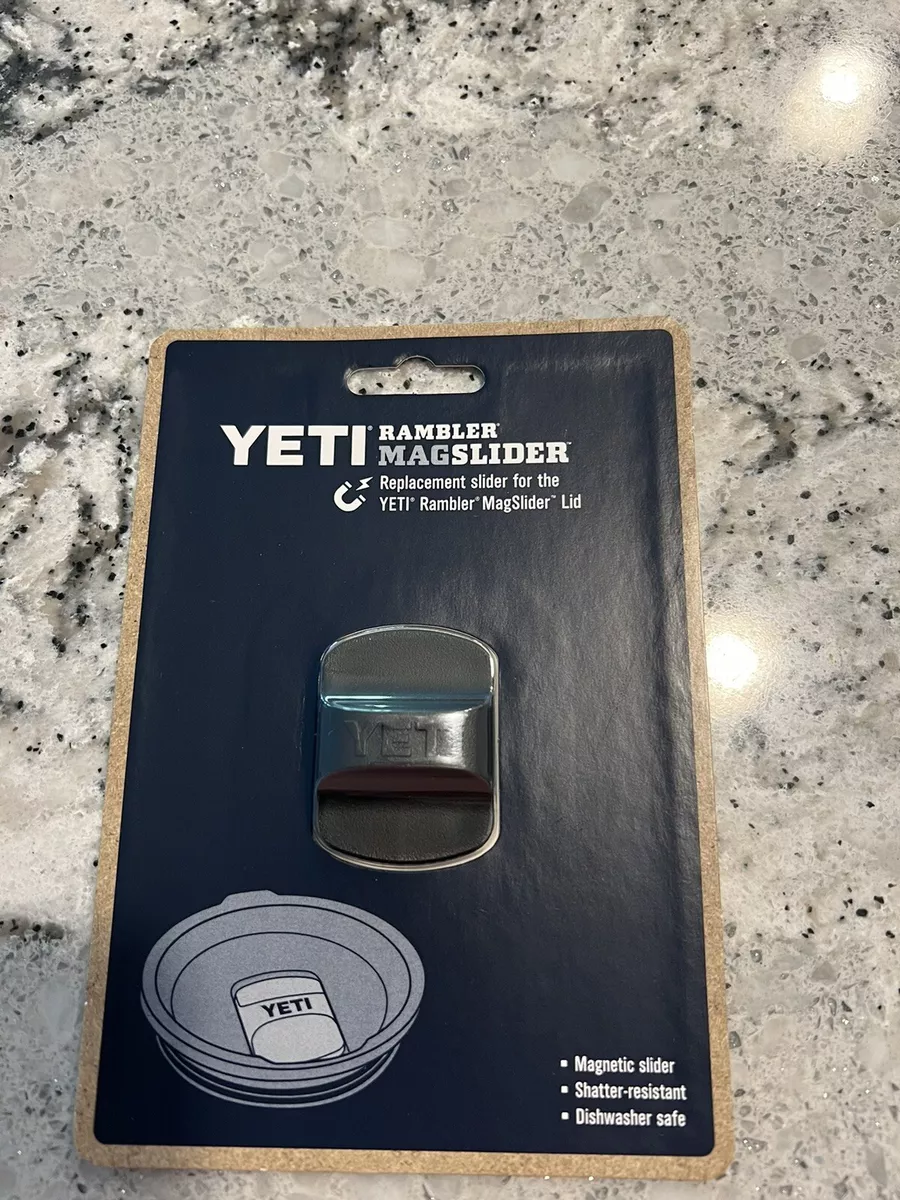 YETI® RAMBLER®
MAGSLIDER™
Replacement slider for the
YETI® Rambler® MagSlider™ Lid
YETI
YETI
▪ Magnetic slider
▪ Shatter-resistant
▪ Dishwasher safe